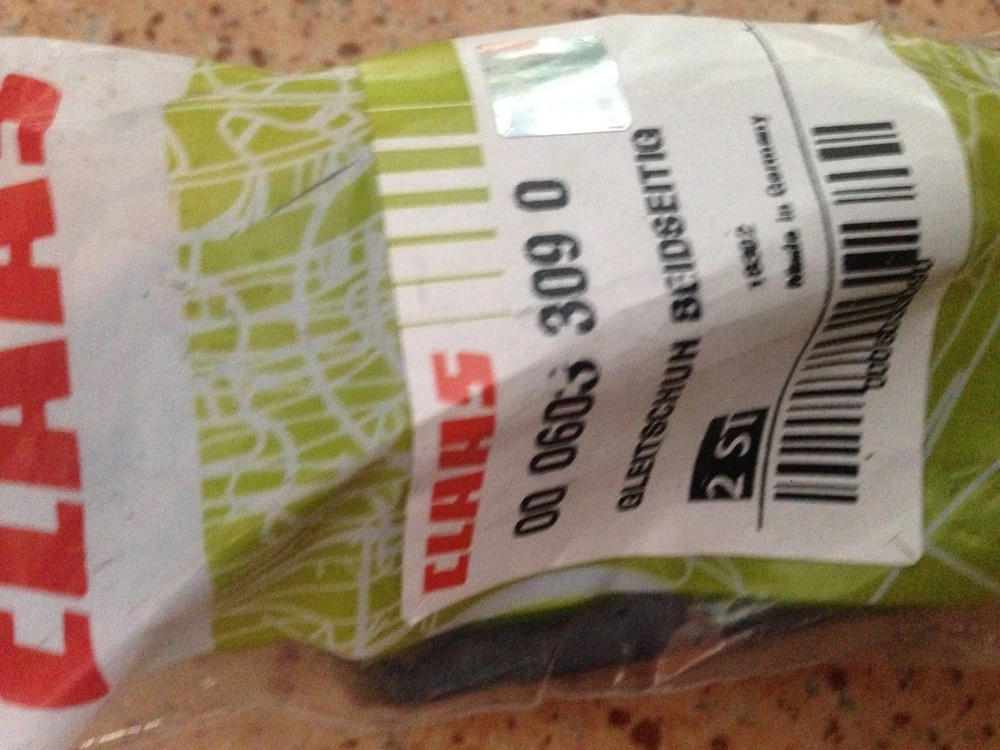 CLAAS
CLAAS
00 0603 309 0
GLEITSCHUH BEIDSEITIG
2 ST
Made in Germany